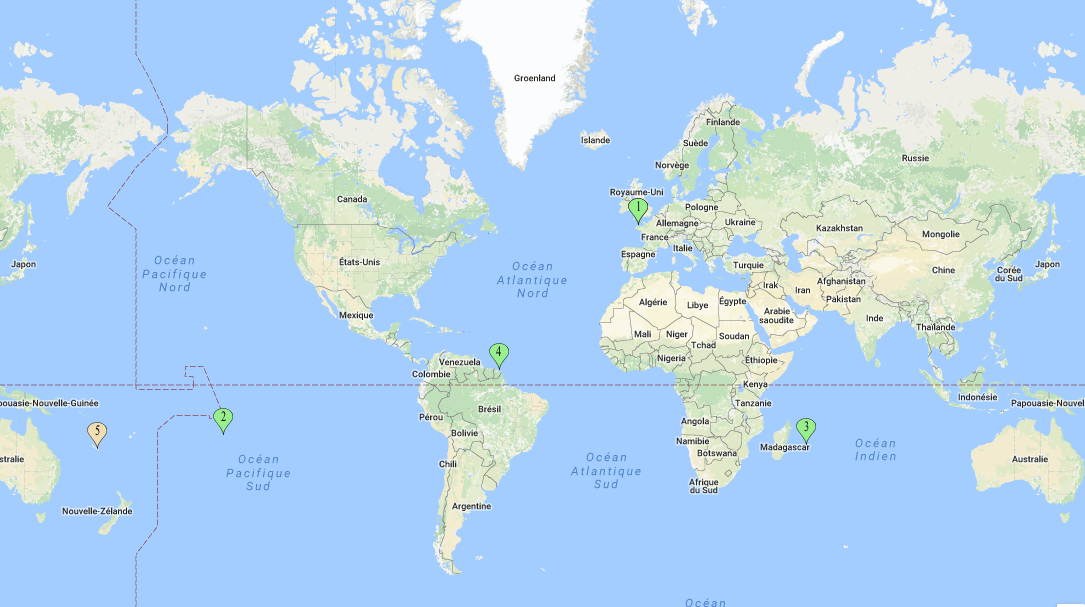 Groenland
Finlande
Islande
Suède
Russie
Norvège
Royaume-Uni
Canada
1
Pologne
Allemagne
Ukraine
Kazakhstan
Mongolie
France
Italie
Espagne
Océan
Pacifique
Nord
Océan
Atlantique
Nord
États-Unis
Turquie
Japon
Chine
Corée
du Sud
Japon
Irak
Iran
Afghanistan
Pakistan
Algérie
Libye
Égypte
Arabie
saoudite
Mexique
Inde
Mali
Niger
Tchad
Soudan
Thaïlande
4
Venezuela
Colombie
Nigeria
Éthiopie
Kenya
Indonésie
ouasie-Nouvelle-Guinée
Papouasie-Nouvel
Brésil
Tanzanie
2
Pérou
Angola
3
5
Bolivie
Namibie
Madagascar
Botswana
Océan
Indien
stralie
Océan
Pacifique
Sud
Chili
Océan
Atlantique
Sud
Australie
Afrique
du Sud
Argentine
Nouvelle-Zélande
Océan